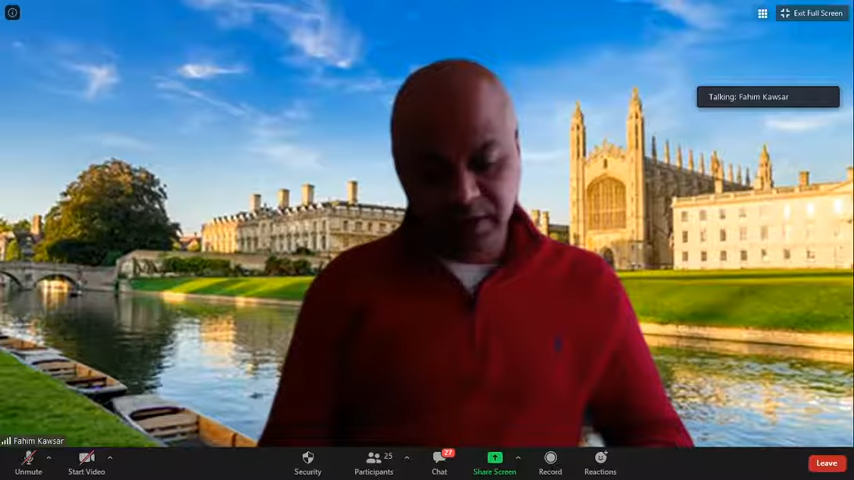 Exit Full Screen
Talking: Fahim Kawsar
Fahim Kawsar
Unmute
Start Video
Security
25
Participants
27
Chat
Share Screen
Record
Reactions
Leave